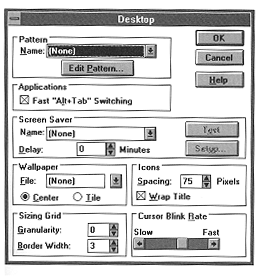 Desktop
Pattern
Name: (None)
Edit Pattern...
OK
Cancel
Help
Applications
Fast "Alt+Tab" Switching
Screen Saver
Name: (None)
Test
Delay: 0 Minutes
Setup...
Wallpaper
File: (None)
Center Tile
Icons
Spacing: 75 Pixels
Wrap Title
Sizing Grid
Granularity: 0
Border Width: 3
Cursor Blink Rate
Slow Fast